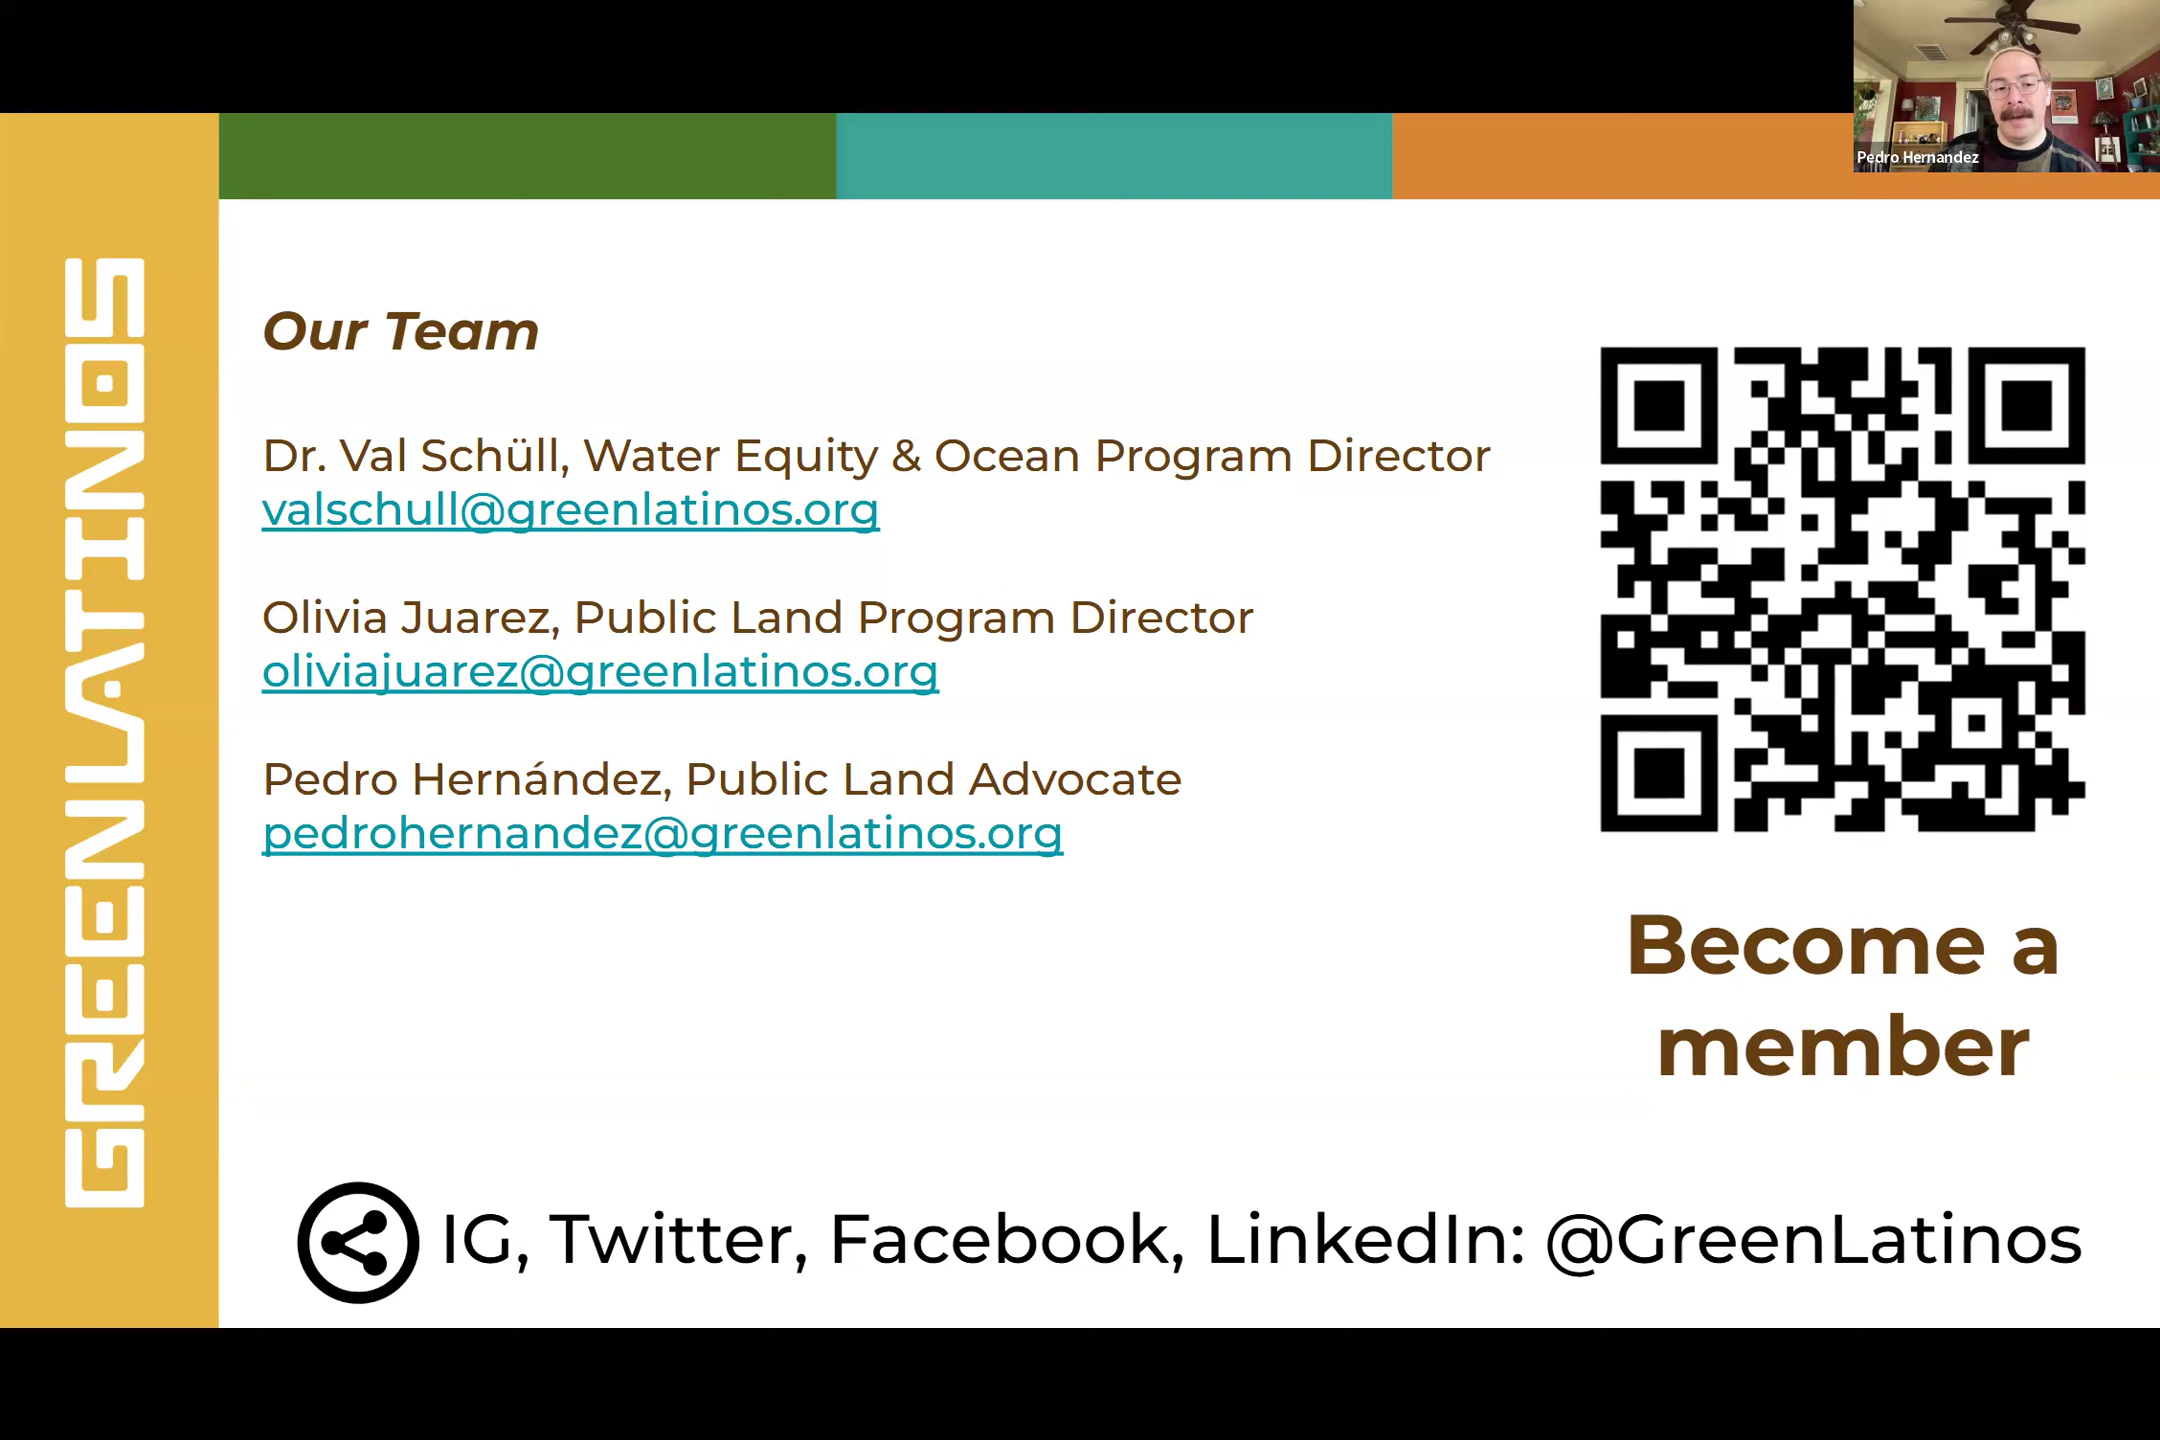 Pedro Hernandez
GREENLATINOS
Our Team
Dr. Val Schüll, Water Equity & Ocean Program Director
valschull@greenlatinos.org
Olivia Juarez, Public Land Program Director
oliviajuarez@greenlatinos.org
Pedro Hernández, Public Land Advocate
pedrohernandez@greenlatinos.org
Become a
member
IG, Twitter, Facebook, LinkedIn: @GreenLatinos